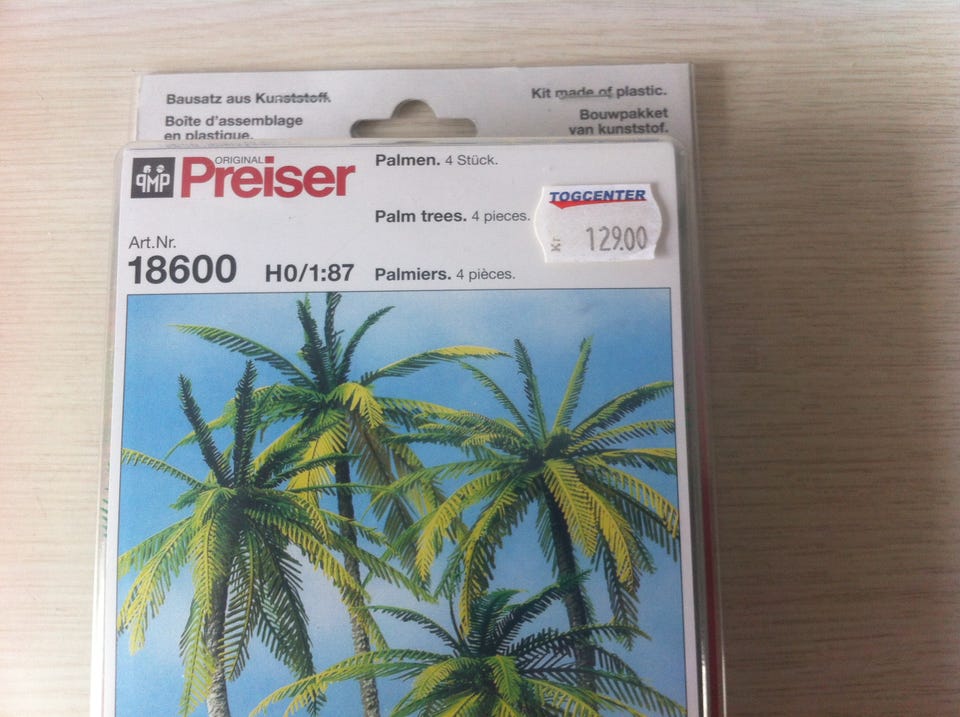 Bausatz aus Kunststoff.
Boîte d'assemblage
en plastique.
Kit made of plastic.
Bouwpakket
van kunststof.
PMP
ORIGINAL
Preiser
Art.Nr.
18600 H0/1:87
Palmen. 4 Stück.
Palm trees. 4 pieces.
Palmiers. 4 pièces.
TOGCENTER
Kr 129.00